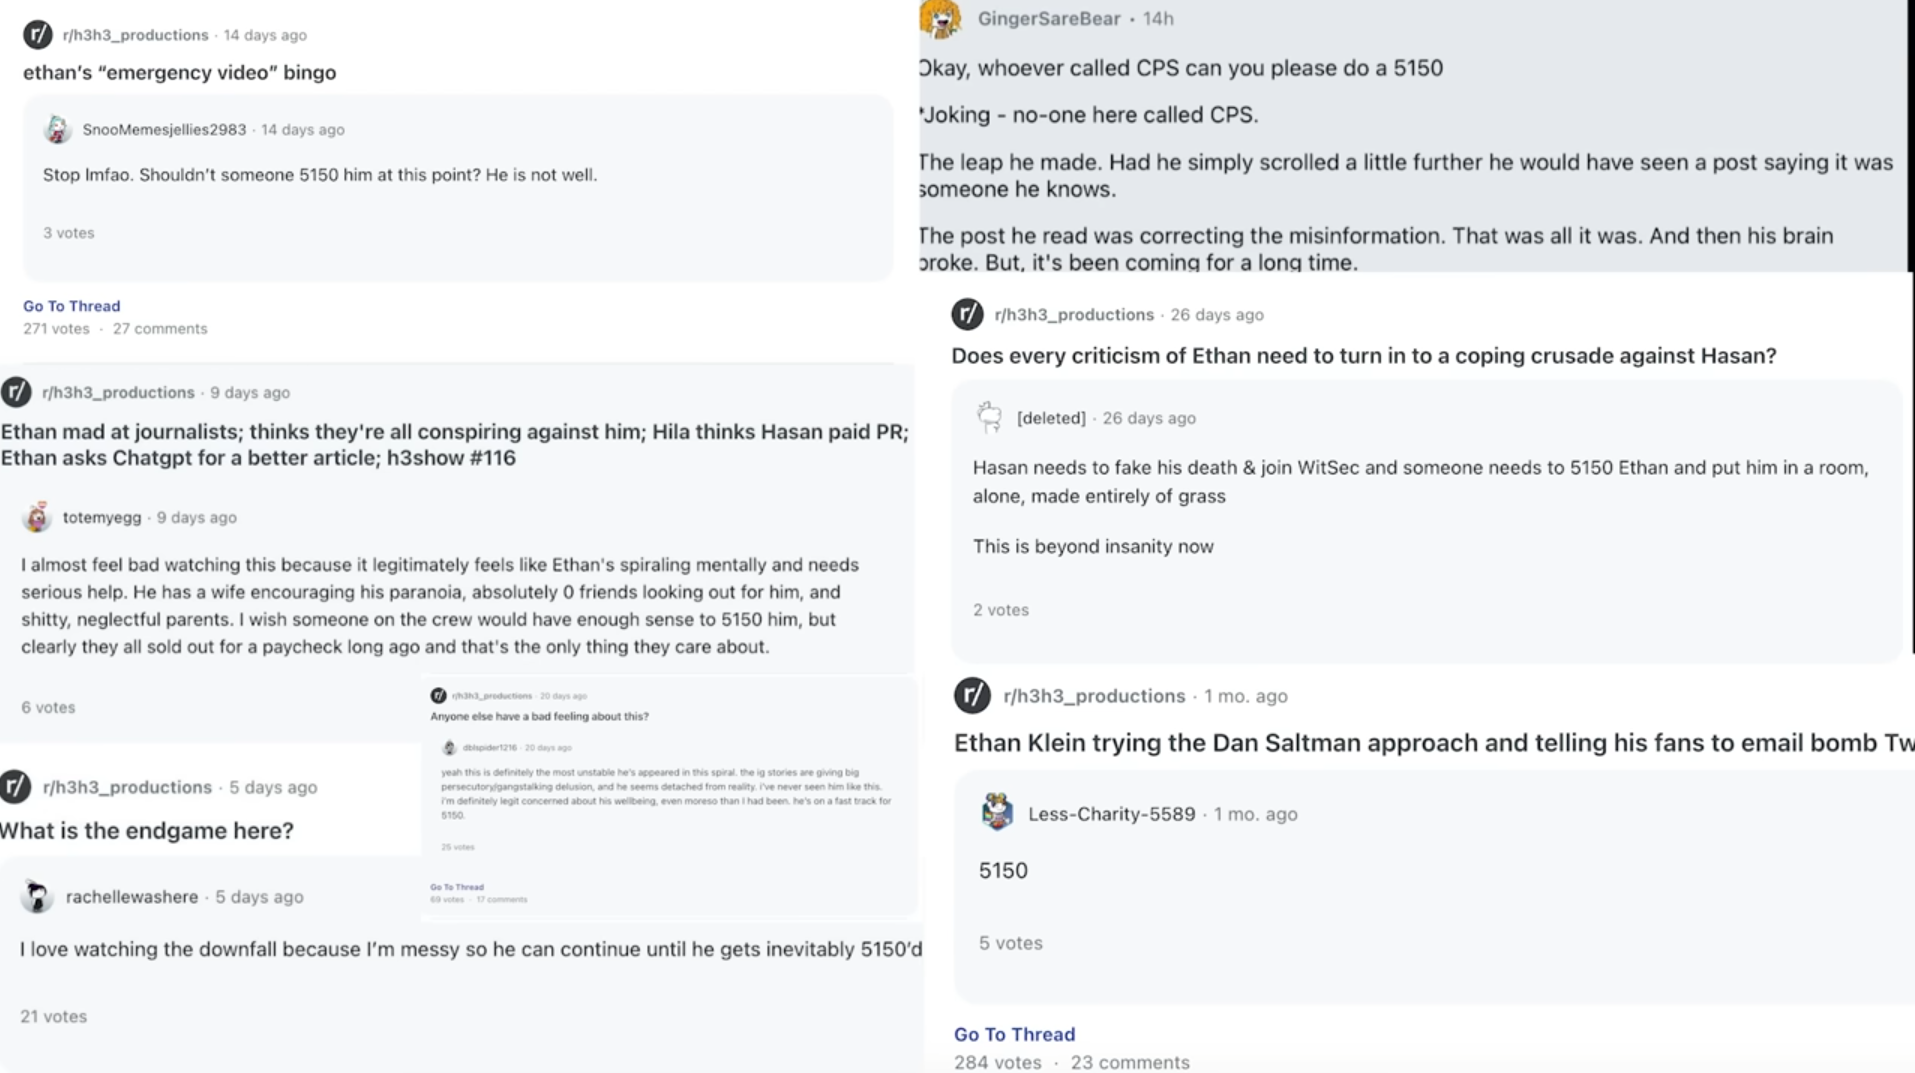 r/h3h3_productions · 14 days ago
ethan's "emergency video" bingo
SnooMemesjellies2983 · 14 days ago
Stop lmfao. Shouldn't someone 5150 him at this point? He is not well.
3 votes
Go To Thread
271 votes · 27 comments
r/h3h3_productions · 9 days ago
Ethan mad at journalists; thinks they're all conspiring against him; Hila thinks Hasan paid PR;
Ethan asks Chatgpt for a better article; h3show #116
totemyegg · 9 days ago
I almost feel bad watching this because it legitimately feels like Ethan's spiraling mentally and needs
serious help. He has a wife encouraging his paranoia, absolutely 0 friends looking out for him, and
shitty, neglectful parents. I wish someone on the crew would have enough sense to 5150 him, but
clearly they all sold out for a paycheck long ago and that's the only thing they care about.
6 votes
r/h3h3_productions · 20 days ago
Anyone else have a bad feeling about this?
dblspider1216 · 20 days ago
yeah this is definitely the most unstable he's appeared in this spiral. the ig stories are giving big
persecutory/gangstalking delusion, and he seems detached from reality. i've never seen him like this.
i'm definitely legit concerned about his wellbeing, even moreso than I had been. he's on a fast track for
5150.
25 votes
Go To Thread
69 votes · 17 comments
r/h3h3_productions · 5 days ago
What is the endgame here?
rachellewashere · 5 days ago
I love watching the downfall because I'm messy so he can continue until he gets inevitably 5150'd
21 votes
GingerSareBear · 14h
Okay, whoever called CPS can you please do a 5150
*Joking - no-one here called CPS.
The leap he made. Had he simply scrolled a little further he would have seen a post saying it was
someone he knows.
The post he read was correcting the misinformation. That was all it was. And then his brain
broke. But, it's been coming for a long time.
r/h3h3_productions · 26 days ago
Does every criticism of Ethan need to turn in to a coping crusade against Hasan?
[deleted] · 26 days ago
Hasan needs to fake his death & join WitSec and someone needs to 5150 Ethan and put him in a room,
alone, made entirely of grass
This is beyond insanity now
2 votes
r/h3h3_productions · 1 mo. ago
Ethan Klein trying the Dan Saltman approach and telling his fans to email bomb Tw
Less-Charity-5589 · 1 mo. ago
5150
5 votes
Go To Thread
284 votes · 23 comments